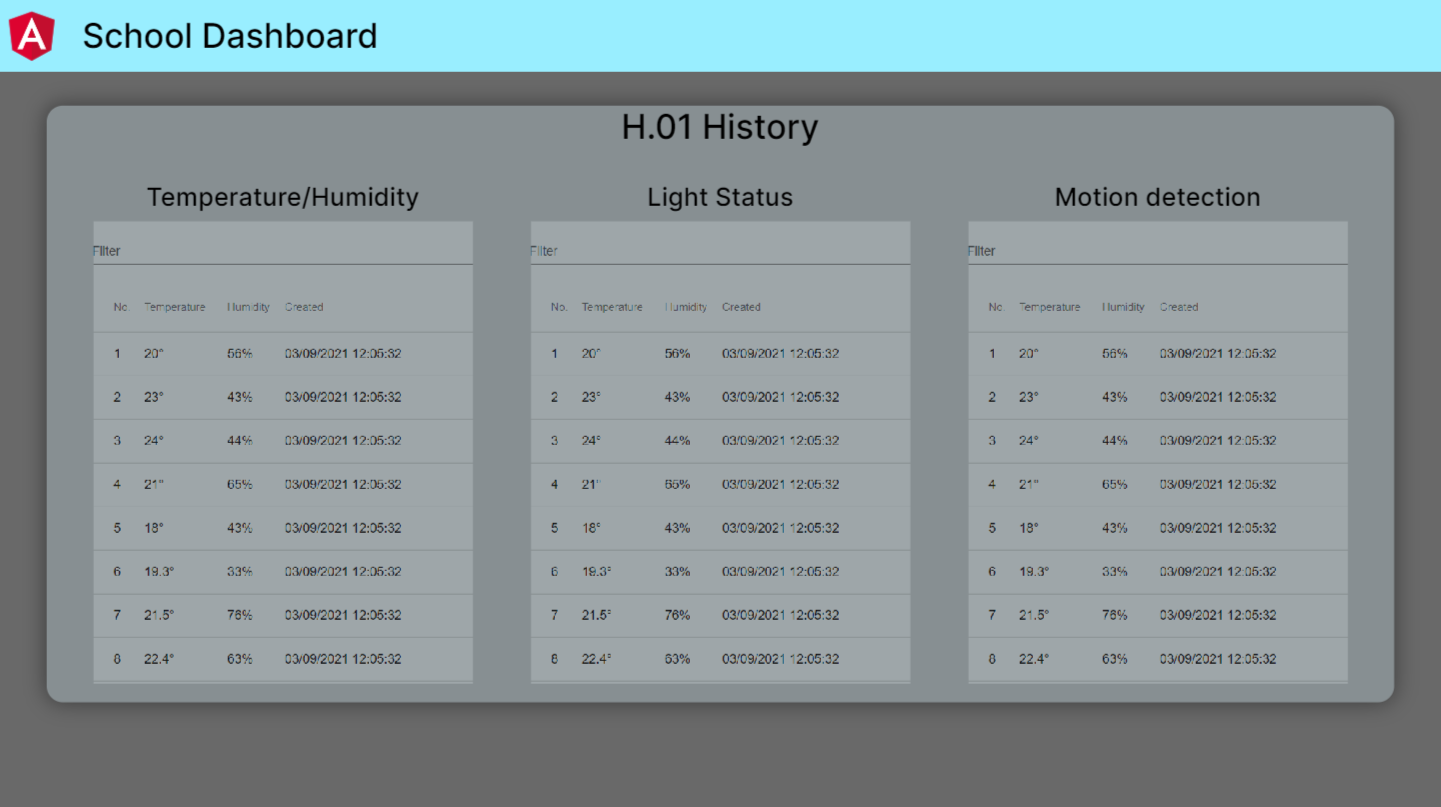 A
School Dashboard
H.01 History
Temperature/Humidity
Filter
No. Temperature Humidity Created
1 20° 56% 03/09/2021 12:05:32
2 23° 43% 03/09/2021 12:05:32
3 24° 44% 03/09/2021 12:05:32
4 21° 65% 03/09/2021 12:05:32
5 18° 43% 03/09/2021 12:05:32
6 19.3° 33% 03/09/2021 12:05:32
7 21.5° 76% 03/09/2021 12:05:32
8 22.4° 63% 03/09/2021 12:05:32
Light Status
Filter
No. Temperature Humidity Created
1 20° 56% 03/09/2021 12:05:32
2 23° 43% 03/09/2021 12:05:32
3 24° 44% 03/09/2021 12:05:32
4 21° 65% 03/09/2021 12:05:32
5 18° 43% 03/09/2021 12:05:32
6 19.3° 33% 03/09/2021 12:05:32
7 21.5° 76% 03/09/2021 12:05:32
8 22.4° 63% 03/09/2021 12:05:32
Motion detection
Filter
No. Temperature Humidity Created
1 20° 56% 03/09/2021 12:05:32
2 23° 43% 03/09/2021 12:05:32
3 24° 44% 03/09/2021 12:05:32
4 21° 65% 03/09/2021 12:05:32
5 18° 43% 03/09/2021 12:05:32
6 19.3° 33% 03/09/2021 12:05:32
7 21.5° 76% 03/09/2021 12:05:32
8 22.4° 63% 03/09/2021 12:05:32